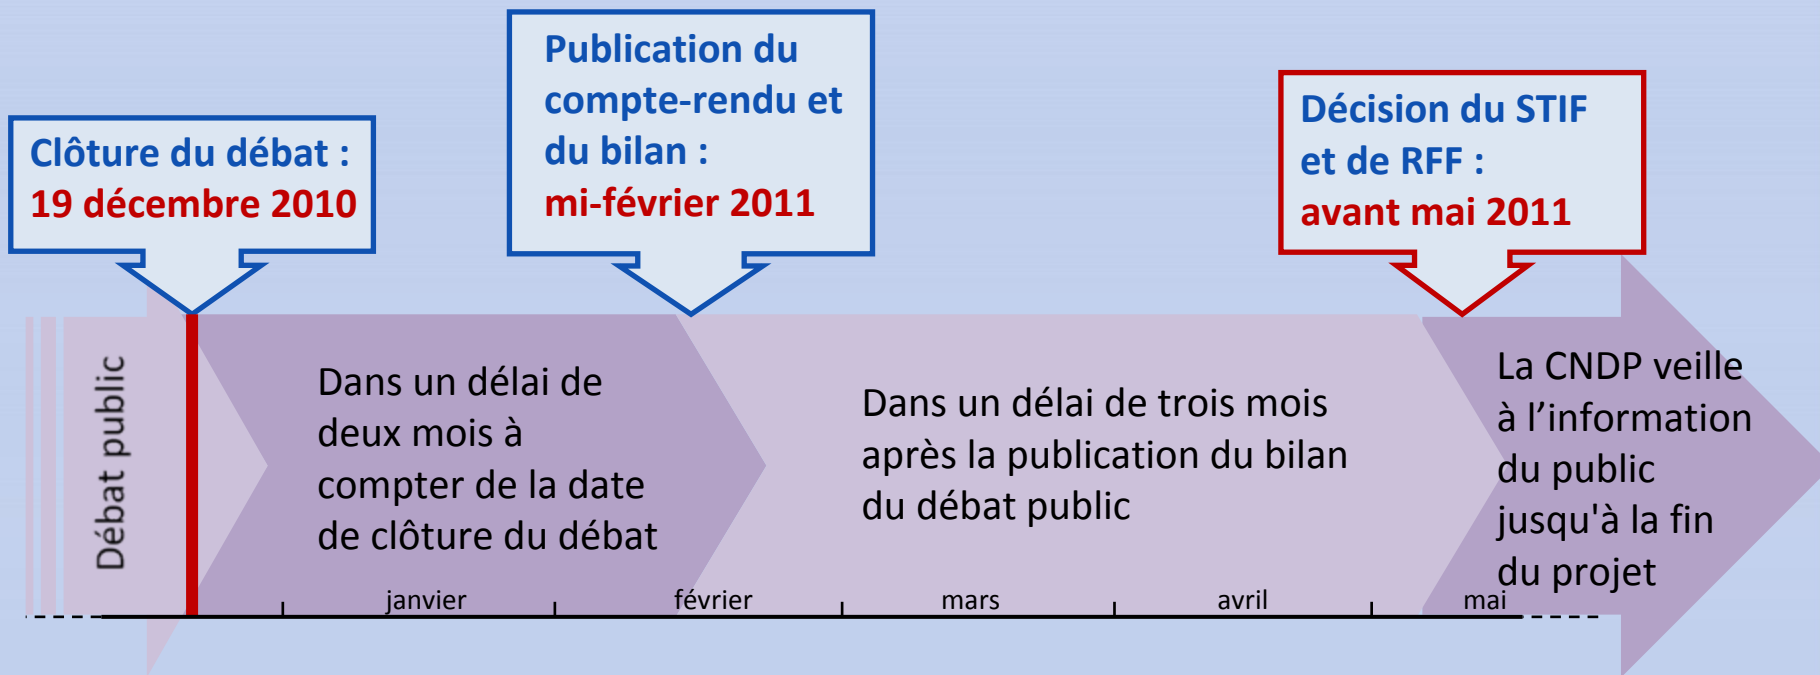 Clôture du débat :
19 décembre 2010
Publication du
compte-rendu et
du bilan :
mi-février 2011
Décision du STIF
et de RFF :
avant mai 2011
Débat public
Dans un délai de
deux mois à
compter de la date
de clôture du débat
Dans un délai de trois mois
après la publication du bilan
du débat public
La CNDP veille
à l’information
du public
jusqu'à la fin
du projet
janvier
février
mars
avril
mai